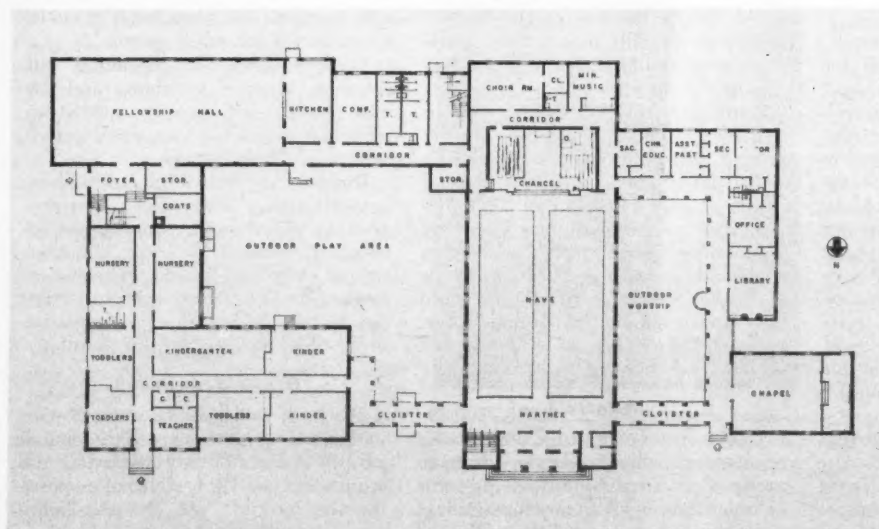 CHOIR RM.
CL.
T.
MIN. MUSIC
FELLOWSHIP HALL
KITCHEN
CONF.
T.
T.
CORRIDOR
CORRIDOR
SAC.
CHR. EDUC.
ASST PAST
SEC
FOYER
STOR.
STOR.
CHANCEL
O.
COATS
OFFICE
NURSERY
NURSERY
OUTDOOR PLAY AREA
N
LIBRARY
NAVE
OUTDOOR WORSHIP
T.
TODDLERS
KINDERGARTEN
KINDER
CORRIDOR
CHAPEL
C.
C.
TODDLERS
TEACHER
TODDLERS
KINDER
CLOISTER
NARTHEX
CLOISTER